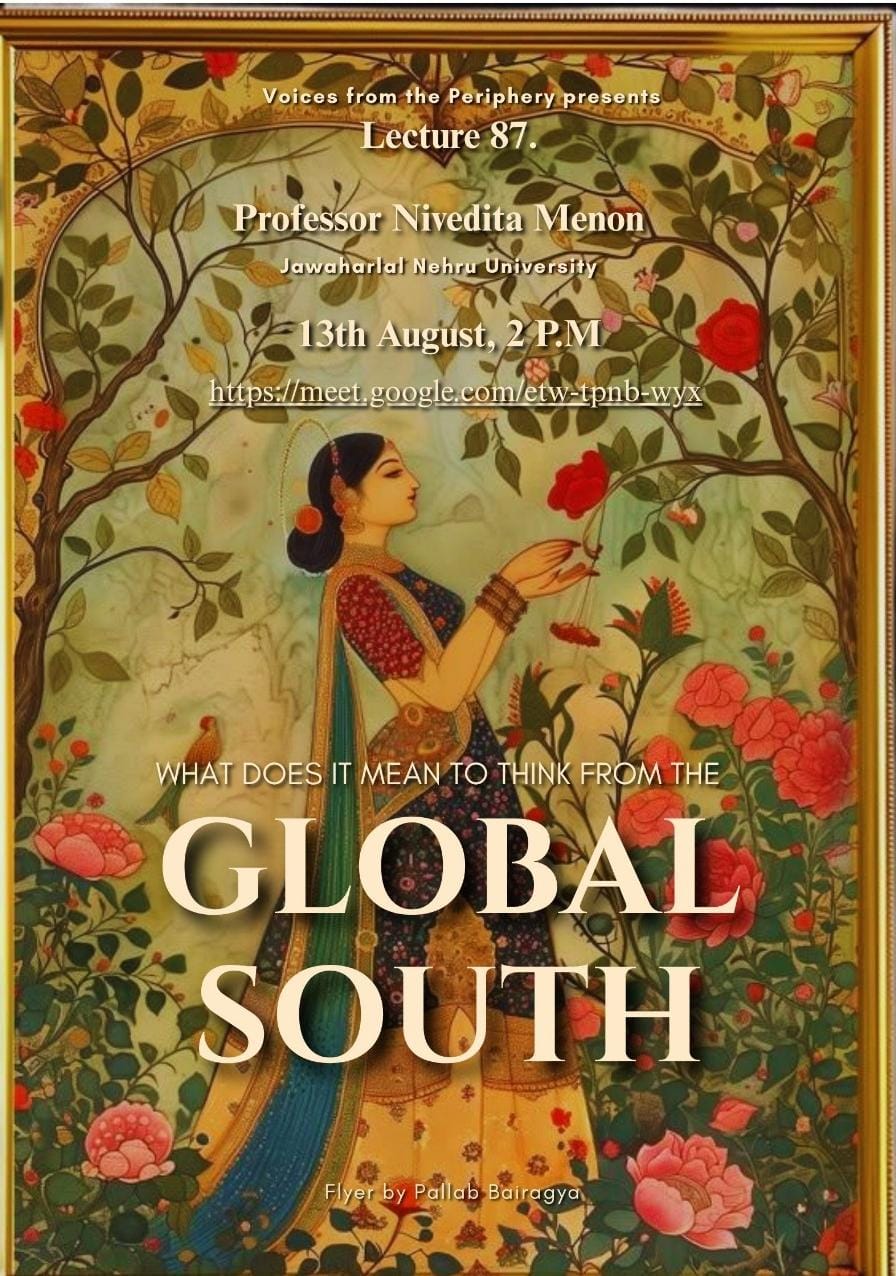 Voices from the Periphery presents
Lecture 87.
Professor Nivedita Menon
Jawaharlal Nehru University
13th August, 2 P.M
https://meet.google.com/etw-tpnb-wyx
WHAT DOES IT MEAN TO THINK FROM THE
GLOBAL
SOUTH
Flyer by Pallab Bairagya